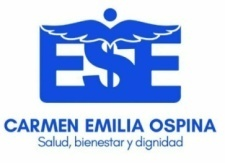 ESE
CARMEN EMILIA OSPINA
Salud, bienestar y dignidad